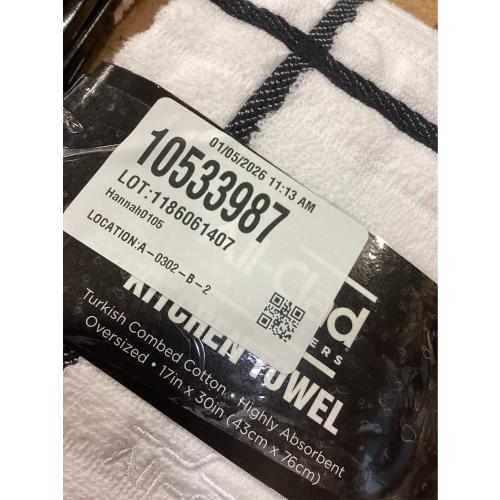 01/05/2026 11:13 AM
10533987
LOT:1186061407
Hannah0105
LOCATION:A-0302-B-2
KITCHEN TOWEL
Turkish Combed Cotton • Highly Absorbent
Oversized • 17in x 30in (43cm x 76cm)